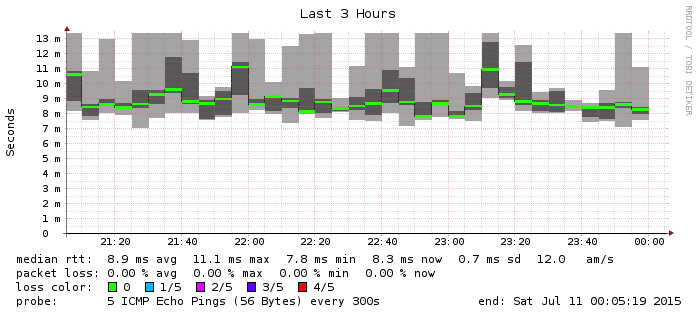 Last 3 Hours
RRDTOOL / TOBI OETIKER
Seconds
13 m
12 m
11 m
10 m
9 m
8 m
7 m
6 m
5 m
4 m
3 m
2 m
1 m
0
21:20 21:40 22:00 22:20 22:40 23:00 23:20 23:40 00:00
median rtt: 8.9 ms avg 11.1 ms max 7.8 ms min 8.3 ms now 0.7 ms sd 12.0 am/s
packet loss: 0.00 % avg 0.00 % max 0.00 % min 0.00 % now
loss color: 0 1/5 2/5 3/5 4/5
probe: 5 ICMP Echo Pings (56 Bytes) every 300s end: Sat Jul 11 00:05:19 2015